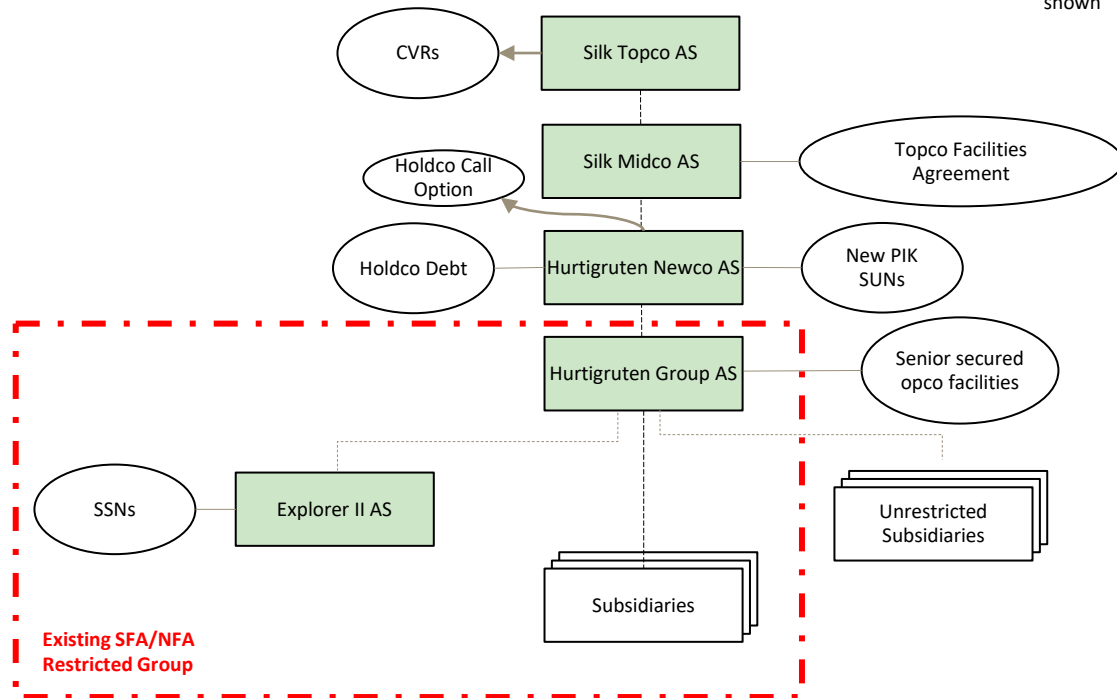 shown
CVRs
Silk Topco AS
Silk Midco AS
Topco Facilities
Agreement
Holdco Call
Option
Holdco Debt
Hurtigruten Newco AS
New PIK
SUNs
Hurtigruten Group AS
Senior secured
opco facilities
SSNs
Explorer II AS
Unrestricted
Subsidiaries
Subsidiaries
Existing SFA/NFA
Restricted Group